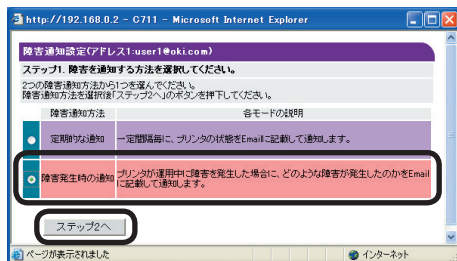 http://192.168.0.2 - C711 - Microsoft Internet Explorer
障害通知設定(アドレス1:user1@oki.com)
ステップ1. 障害を通知する方法を選択してください。
2つの障害通知方法から1つを選んでください。
障害通知方法を選択後「ステップ2へ」のボタンを押下してください。
障害通知方法 各モードの説明
定期的な通知 一定間隔毎に、プリンタの状態をEmailに記載して通知します。
障害発生時の通知 プリンタが運用中に障害を発生した場合に、どのような障害が発生したのかをEmail
に記載して通知します。
ステップ2へ
ページが表示されました インターネット